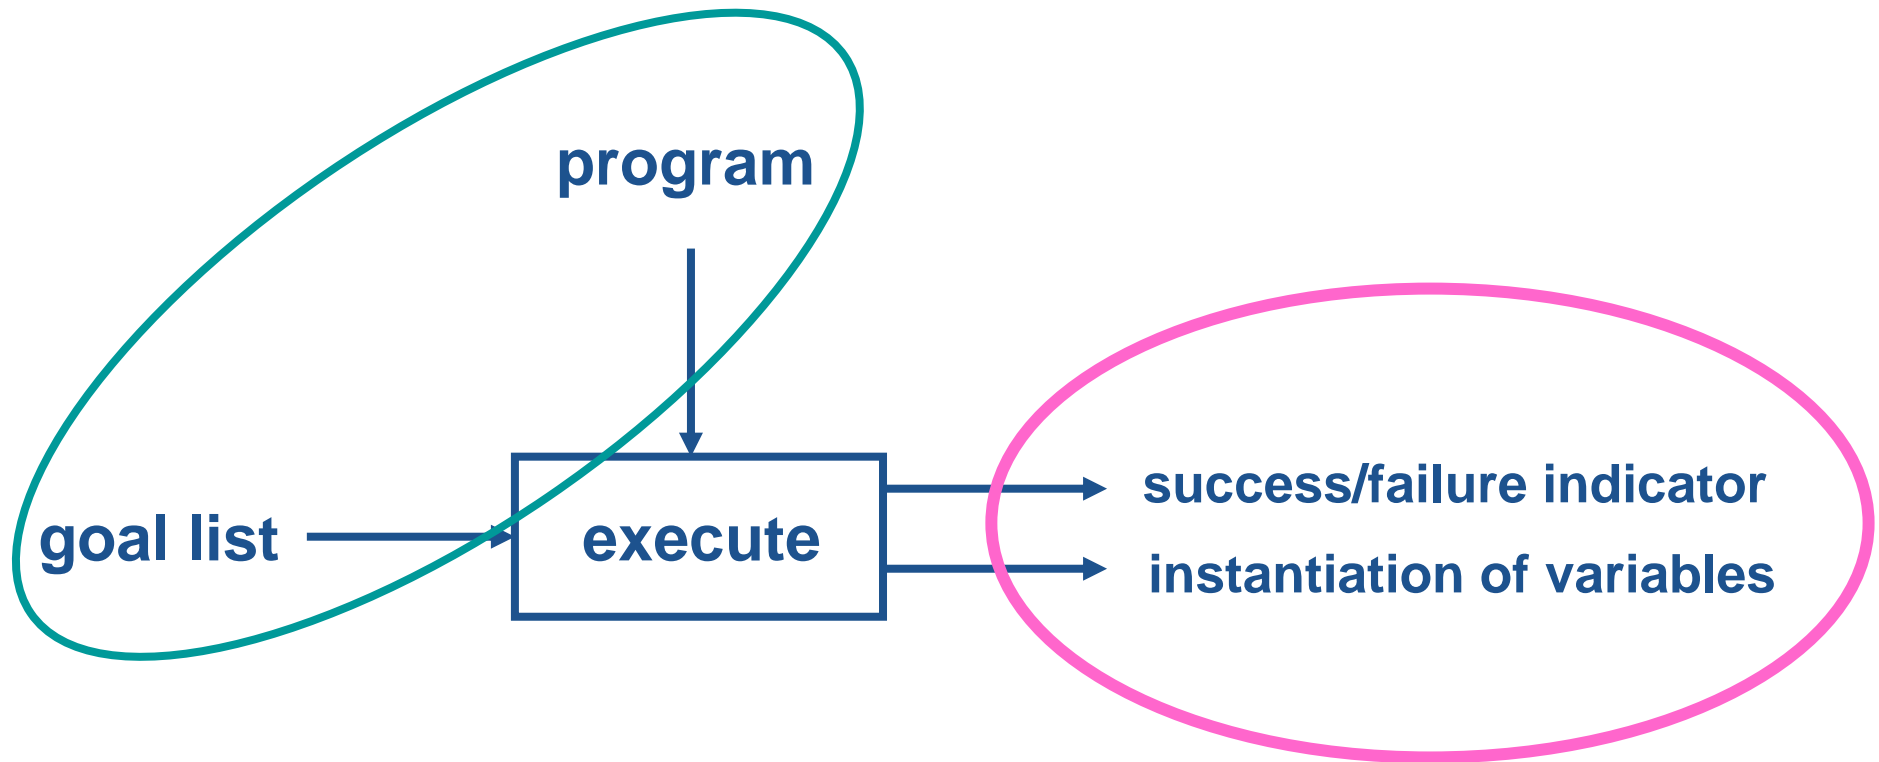 program
goal list
execute
success/failure indicator
instantiation of variables